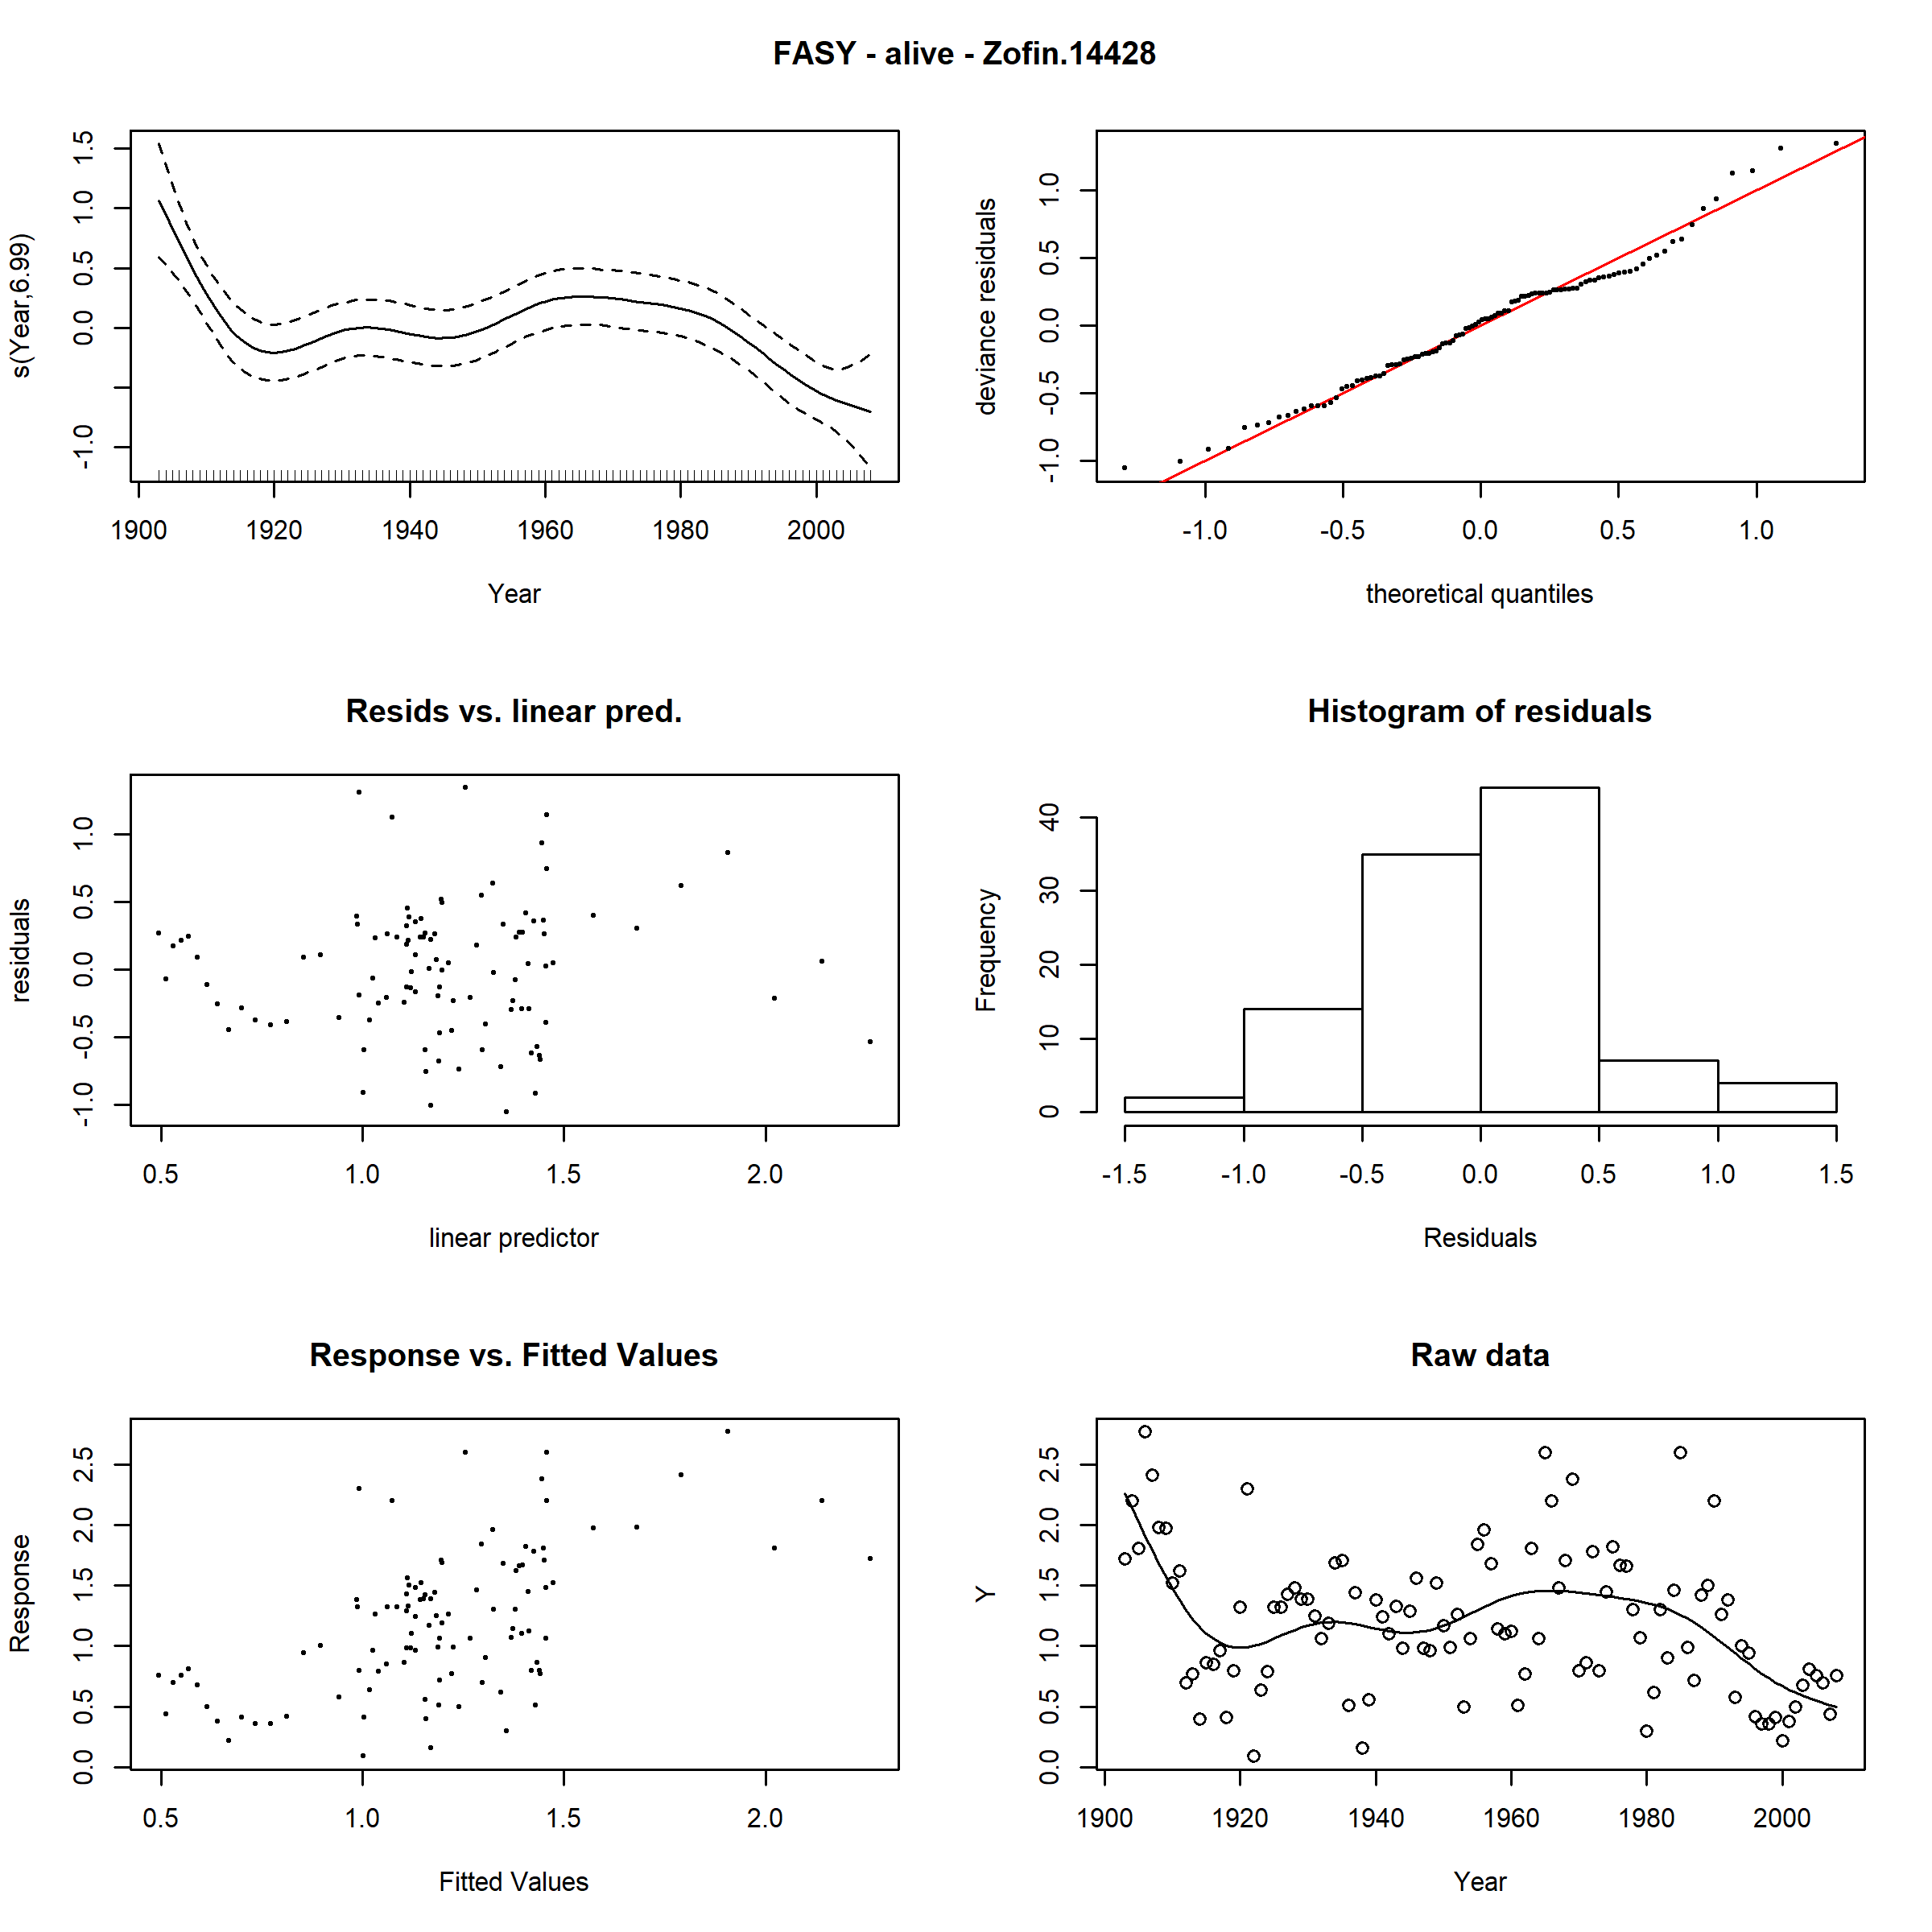 FASY - alive - Zofin.14428
s(Year,6.99)
-1.0 0.0 0.5 1.0 1.5
1900 1920 1940 1960 1980 2000
Year
deviance residuals
-1.0 -0.5 0.0 0.5 1.0
-1.0 -0.5 0.0 0.5 1.0
theoretical quantiles
Resids vs. linear pred.
residuals
-1.0 -0.5 0.0 0.5 1.0
0.5 1.0 1.5 2.0
linear predictor
Histogram of residuals
Frequency
0 10 20 30 40
-1.5 -1.0 -0.5 0.0 0.5 1.0 1.5
Residuals
Response vs. Fitted Values
Response
0.0 0.5 1.0 1.5 2.0 2.5
0.5 1.0 1.5 2.0
Fitted Values
Raw data
Y
0.0 0.5 1.0 1.5 2.0 2.5
1900 1920 1940 1960 1980 2000
Year